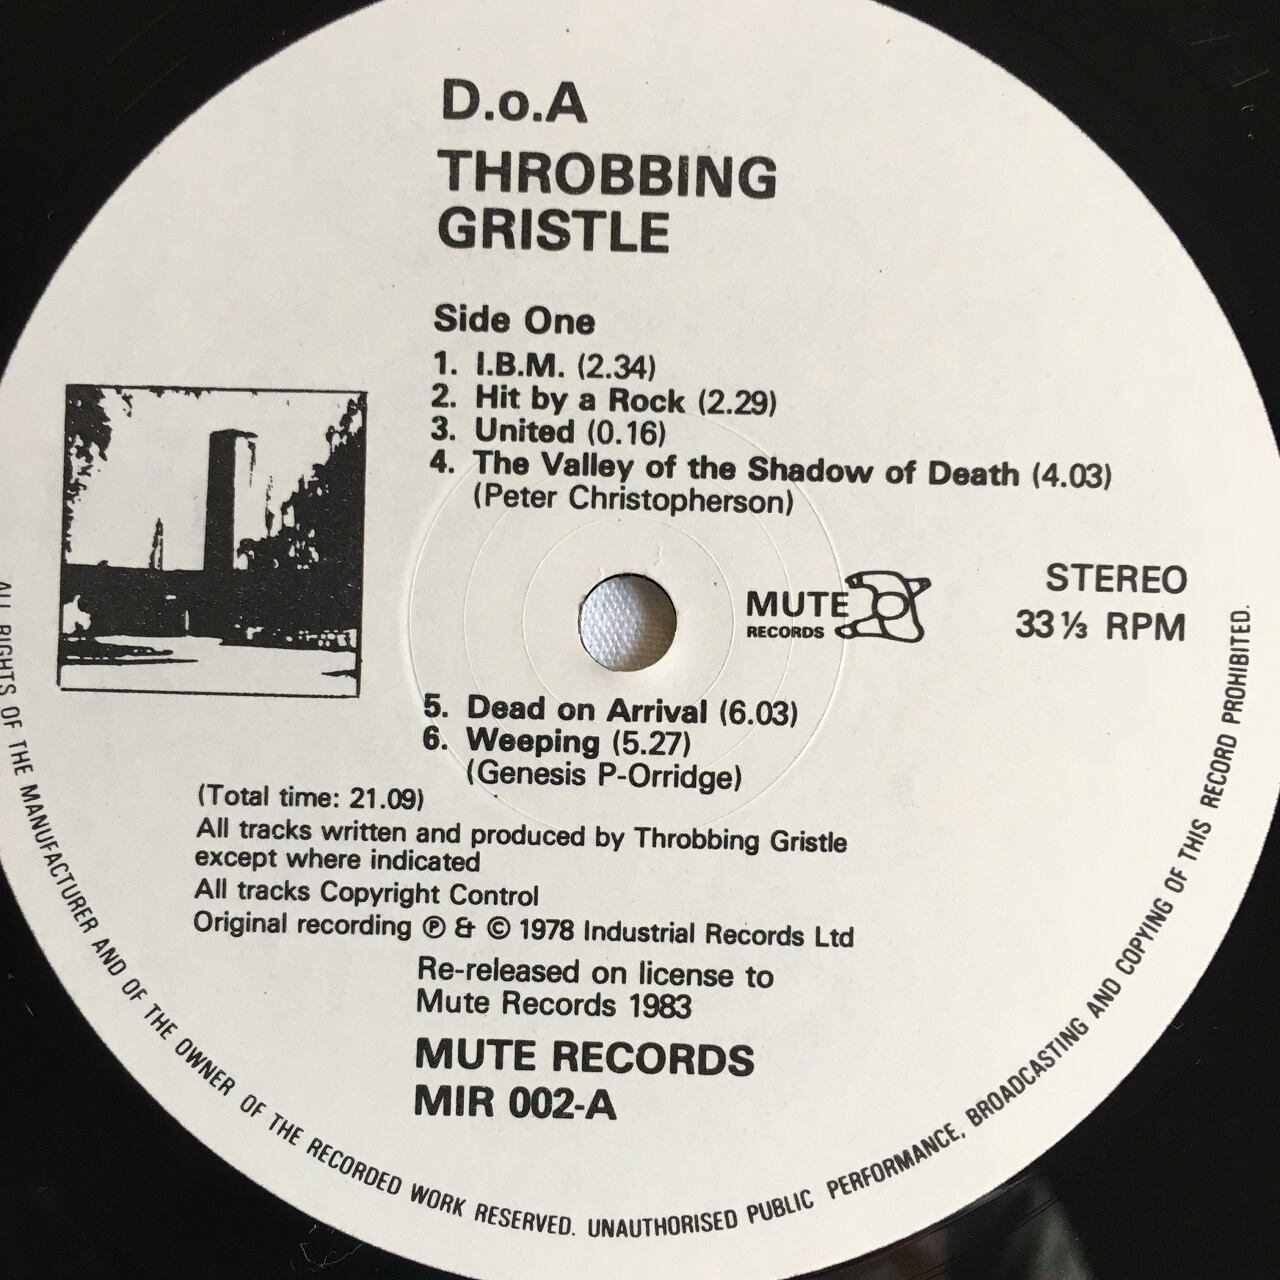 D.o.A
THROBBING
GRISTLE
Side One
1. I.B.M. (2.34)
2. Hit by a Rock (2.29)
3. United (0.16)
4. The Valley of the Shadow of Death (4.03)
(Peter Christopherson)
MUTE
RECORDS
STEREO
33⅓ RPM
5. Dead on Arrival (6.03)
6. Weeping (5.27)
(Genesis P-Orridge)
(Total time: 21.09)
All tracks written and produced by Throbbing Gristle
except where indicated
All tracks Copyright Control
Original recording ℗ & © 1978 Industrial Records Ltd
Re-released on license to
Mute Records 1983
MUTE RECORDS
MIR 002-A
ALL RIGHTS OF THE MANUFACTURER AND OF THE OWNER OF THE RECORDED WORK RESERVED. UNAUTHORISED PUBLIC PERFORMANCE, BROADCASTING AND COPYING OF THIS RECORD PROHIBITED.